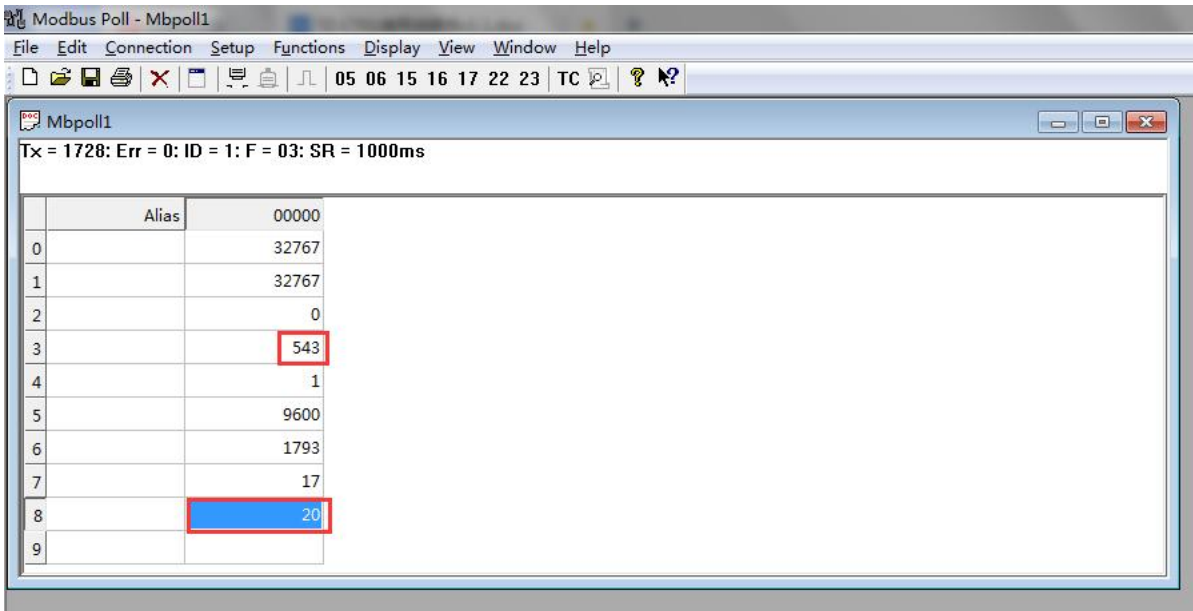 Modbus Poll - Mbpoll1
File Edit Connection Setup Functions Display View Window Help
05 06 15 16 17 22 23 TC
Mbpoll1
Tx = 1728: Err = 0: ID = 1: F = 03: SR = 1000ms
Alias 00000
0 32767
1 32767
2 0
3 543
4 1
5 9600
6 1793
7 17
8 20
9